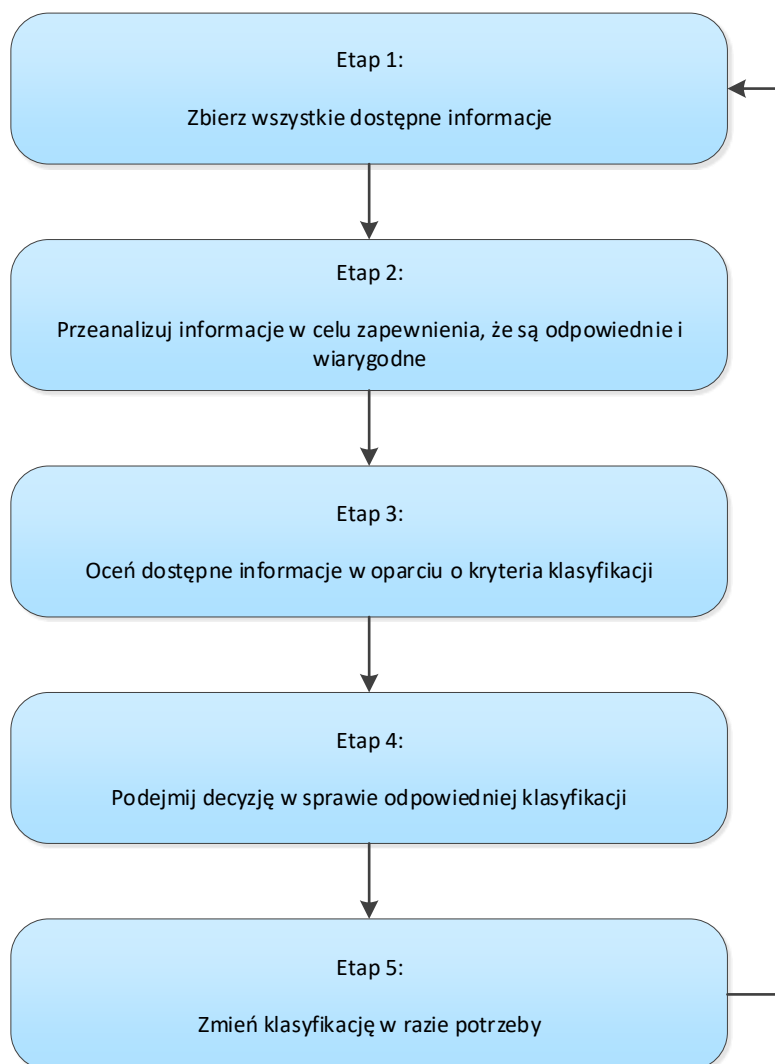 Etap 1:
Zbierz wszystkie dostępne informacje
Etap 2:
Przeanalizuj informacje w celu zapewnienia, że są odpowiednie i
wiarygodne
Etap 3:
Oceń dostępne informacje w oparciu o kryteria klasyfikacji
Etap 4:
Podejmij decyzję w sprawie odpowiedniej klasyfikacji
Etap 5:
Zmień klasyfikację w razie potrzeby